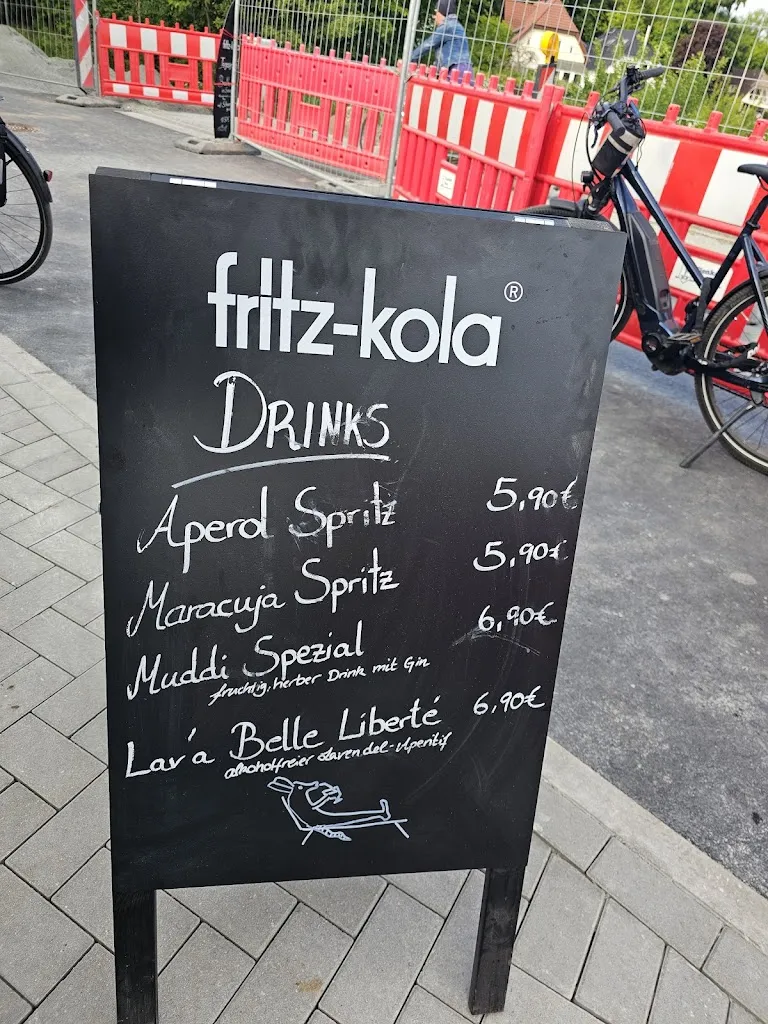 fritz-kola®
DRINKS
Aperol Spritz 5,90€
Maracuja Spritz 5,90€
Muddi Spezial 6,90€
fruchtig, herber Drink mit Gin
Lav'a Belle Liberté 6,90€
alkoholfreier Lavendel-Aperitif